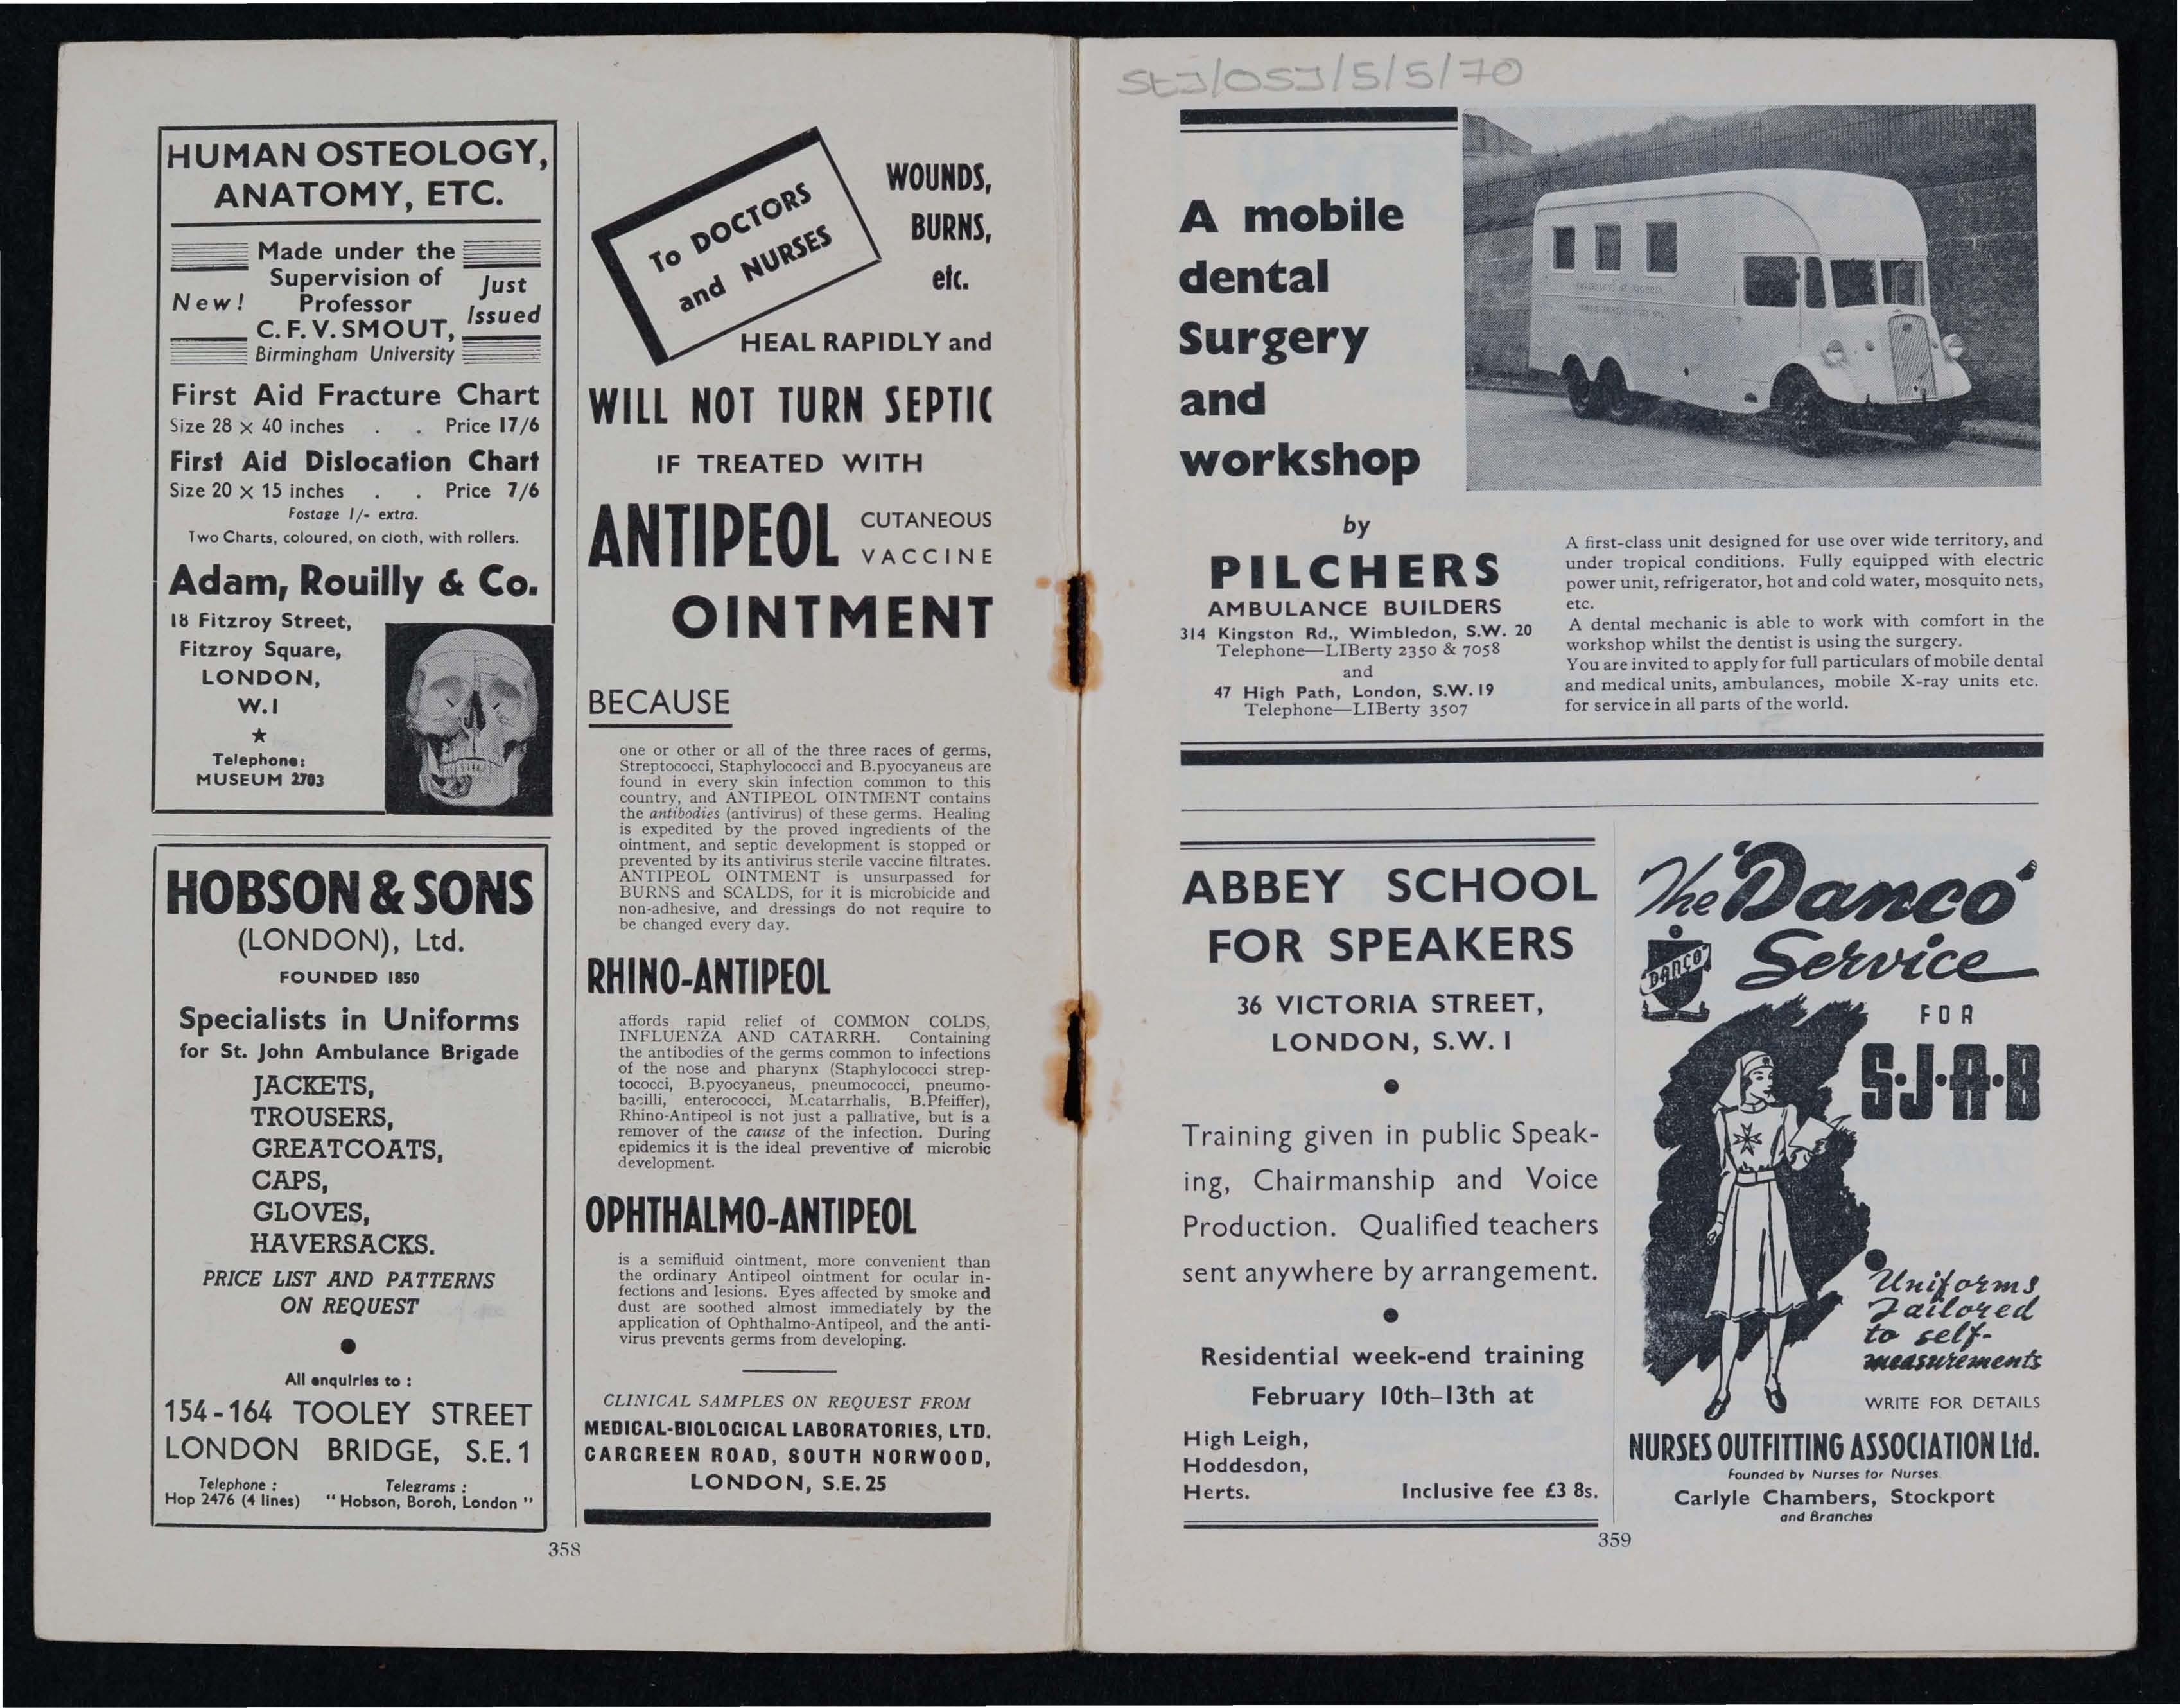 HUMAN OSTEOLOGY,
ANATOMY, ETC.
New!
Made under the
Supervision of
Professor
C. F. V. SMOUT,
Birmingham University
Just
Issued
First Aid Fracture Chart
Size 28 × 40 inches . . Price 17/6
First Aid Dislocation Chart
Size 20 × 15 inches . . Price 7/6
Postage 1/- extra.
Two Charts, coloured, on cloth, with rollers.
Adam, Rouilly & Co.
18 Fitzroy Street,
Fitzroy Square,
LONDON,
W.1
★
Telephone:
MUSEUM 2703
HOBSON & SONS
(LONDON), Ltd.
FOUNDED 1850
Specialists in Uniforms
for St. John Ambulance Brigade
JACKETS,
TROUSERS,
GREATCOATS,
CAPS,
GLOVES,
HAVERSACKS.
PRICE LIST AND PATTERNS
ON REQUEST
All enquiries to :
154-164 TOOLEY STREET
LONDON BRIDGE, S.E.1
Telephone :
Hop 2476 (4 lines)
Telegrams :
"Hobson, Boroh, London"
To DOCTORS
and NURSES
WOUNDS,
BURNS,
etc.
HEAL RAPIDLY and
WILL NOT TURN SEPTIC
IF TREATED WITH
ANTIPEOL CUTANEOUS
VACCINE
OINTMENT
BECAUSE
one or other or all of the three races of germs,
Streptococci, Staphylococci and B.pyocyaneus are
found in every skin infection common to this
country, and ANTIPEOL OINTMENT contains
the antibodies (antivirus) of these germs. Healing
is expedited by the proved ingredients of the
ointment, and septic development is stopped or
prevented by its antivirus sterile vaccine filtrates.
ANTIPEOL OINTMENT is unsurpassed for
BURNS and SCALDS, for it is microbicide and
non-adhesive, and dressings do not require to
be changed every day.
RHINO-ANTIPEOL
affords rapid relief of COMMON COLDS,
INFLUENZA AND CATARRH. Containing
the antibodies of the germs common to infections
of the nose and pharynx (Staphylococci strep-
tococci, B.pyocyaneus, pneumococci, pneumo-
bacilli, enterococci, M.catarrhalis, B.Pfeiffer),
Rhino-Antipeol is not just a palliative, but is a
remover of the cause of the infection. During
epidemics it is the ideal preventive of microbic
development.
OPHTHALMO-ANTIPEOL
is a semifluid ointment, more convenient than
the ordinary Antipeol ointment for ocular in-
fections and lesions. Eyes affected by smoke and
dust are soothed almost immediately by the
application of Ophthalmo-Antipeol, and the anti-
virus prevents germs from developing.
CLINICAL SAMPLES ON REQUEST FROM
MEDICAL-BIOLOGICAL LABORATORIES, LTD.
CARGREEN ROAD, SOUTH NORWOOD,
LONDON, S.E. 25
358
StJ/OSJ/5/5/70
A mobile
dental
Surgery
and
workshop
by
PILCHERS
AMBULANCE BUILDERS
314 Kingston Rd., Wimbledon, S.W. 20
Telephone—LIBerty 2350 & 7058
and
47 High Path, London, S.W. 19
Telephone—LIBerty 3507
A first-class unit designed for use over wide territory, and
under tropical conditions. Fully equipped with electric
power unit, refrigerator, hot and cold water, mosquito nets,
etc.
A dental mechanic is able to work with comfort in the
workshop whilst the dentist is using the surgery.
You are invited to apply for full particulars of mobile dental
and medical units, ambulances, mobile X-ray units etc.
for service in all parts of the world.
ABBEY SCHOOL
FOR SPEAKERS
36 VICTORIA STREET,
LONDON, S.W. 1
Training given in public Speak-
ing, Chairmanship and Voice
Production. Qualified teachers
sent anywhere by arrangement.
Residential week-end training
February 10th–13th at
High Leigh,
Hoddesdon,
Herts.
Inclusive fee £3 8s.
The 'Danco'
Service
DANCO
FOR
S·J·A·B
Uniforms
Tailored
to self-
measurements
WRITE FOR DETAILS
NURSES OUTFITTING ASSOCIATION Ltd.
Founded by Nurses for Nurses
Carlyle Chambers, Stockport
and Branches
359